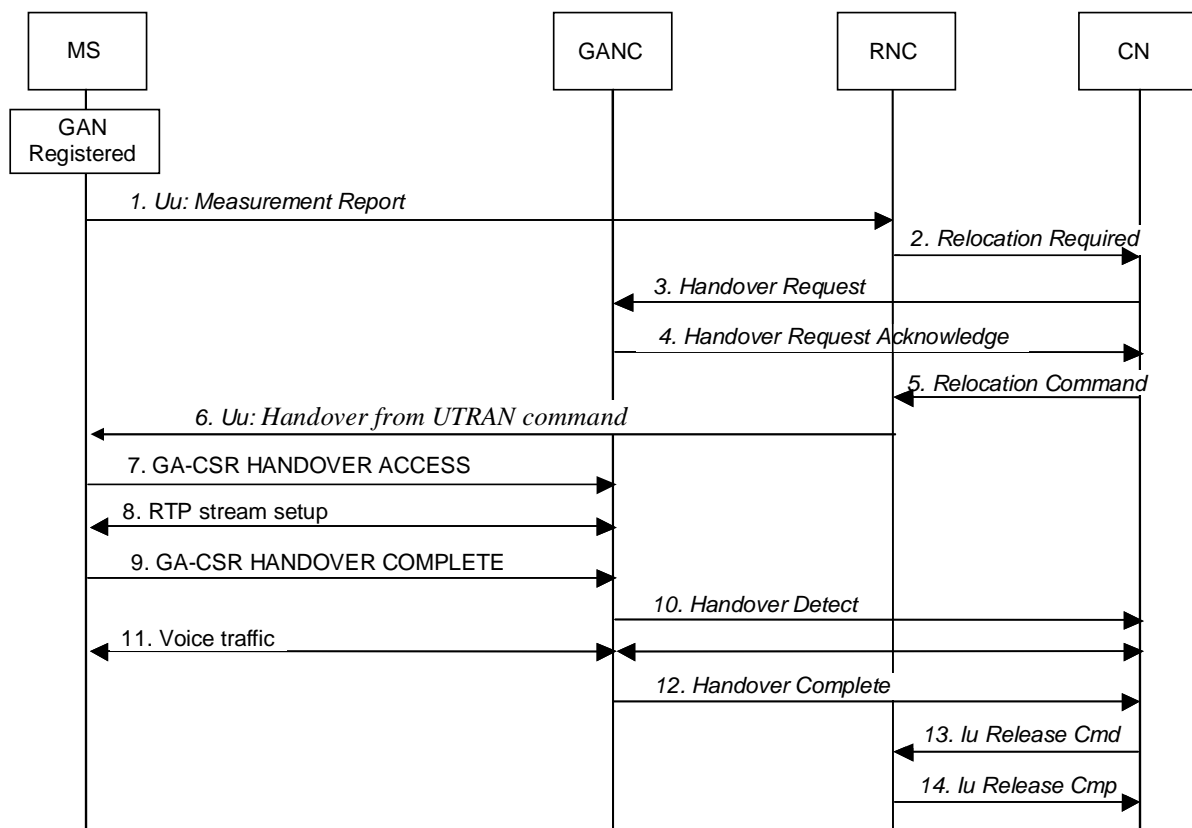 MS
GANC
RNC
CN
GAN
Registered
1. Uu: Measurement Report
2. Relocation Required
3. Handover Request
4. Handover Request Acknowledge
5. Relocation Command
6. Uu: Handover from UTRAN command
7. GA-CSR HANDOVER ACCESS
8. RTP stream setup
9. GA-CSR HANDOVER COMPLETE
10. Handover Detect
11. Voice traffic
12. Handover Complete
13. Iu Release Cmd
14. Iu Release Cmp